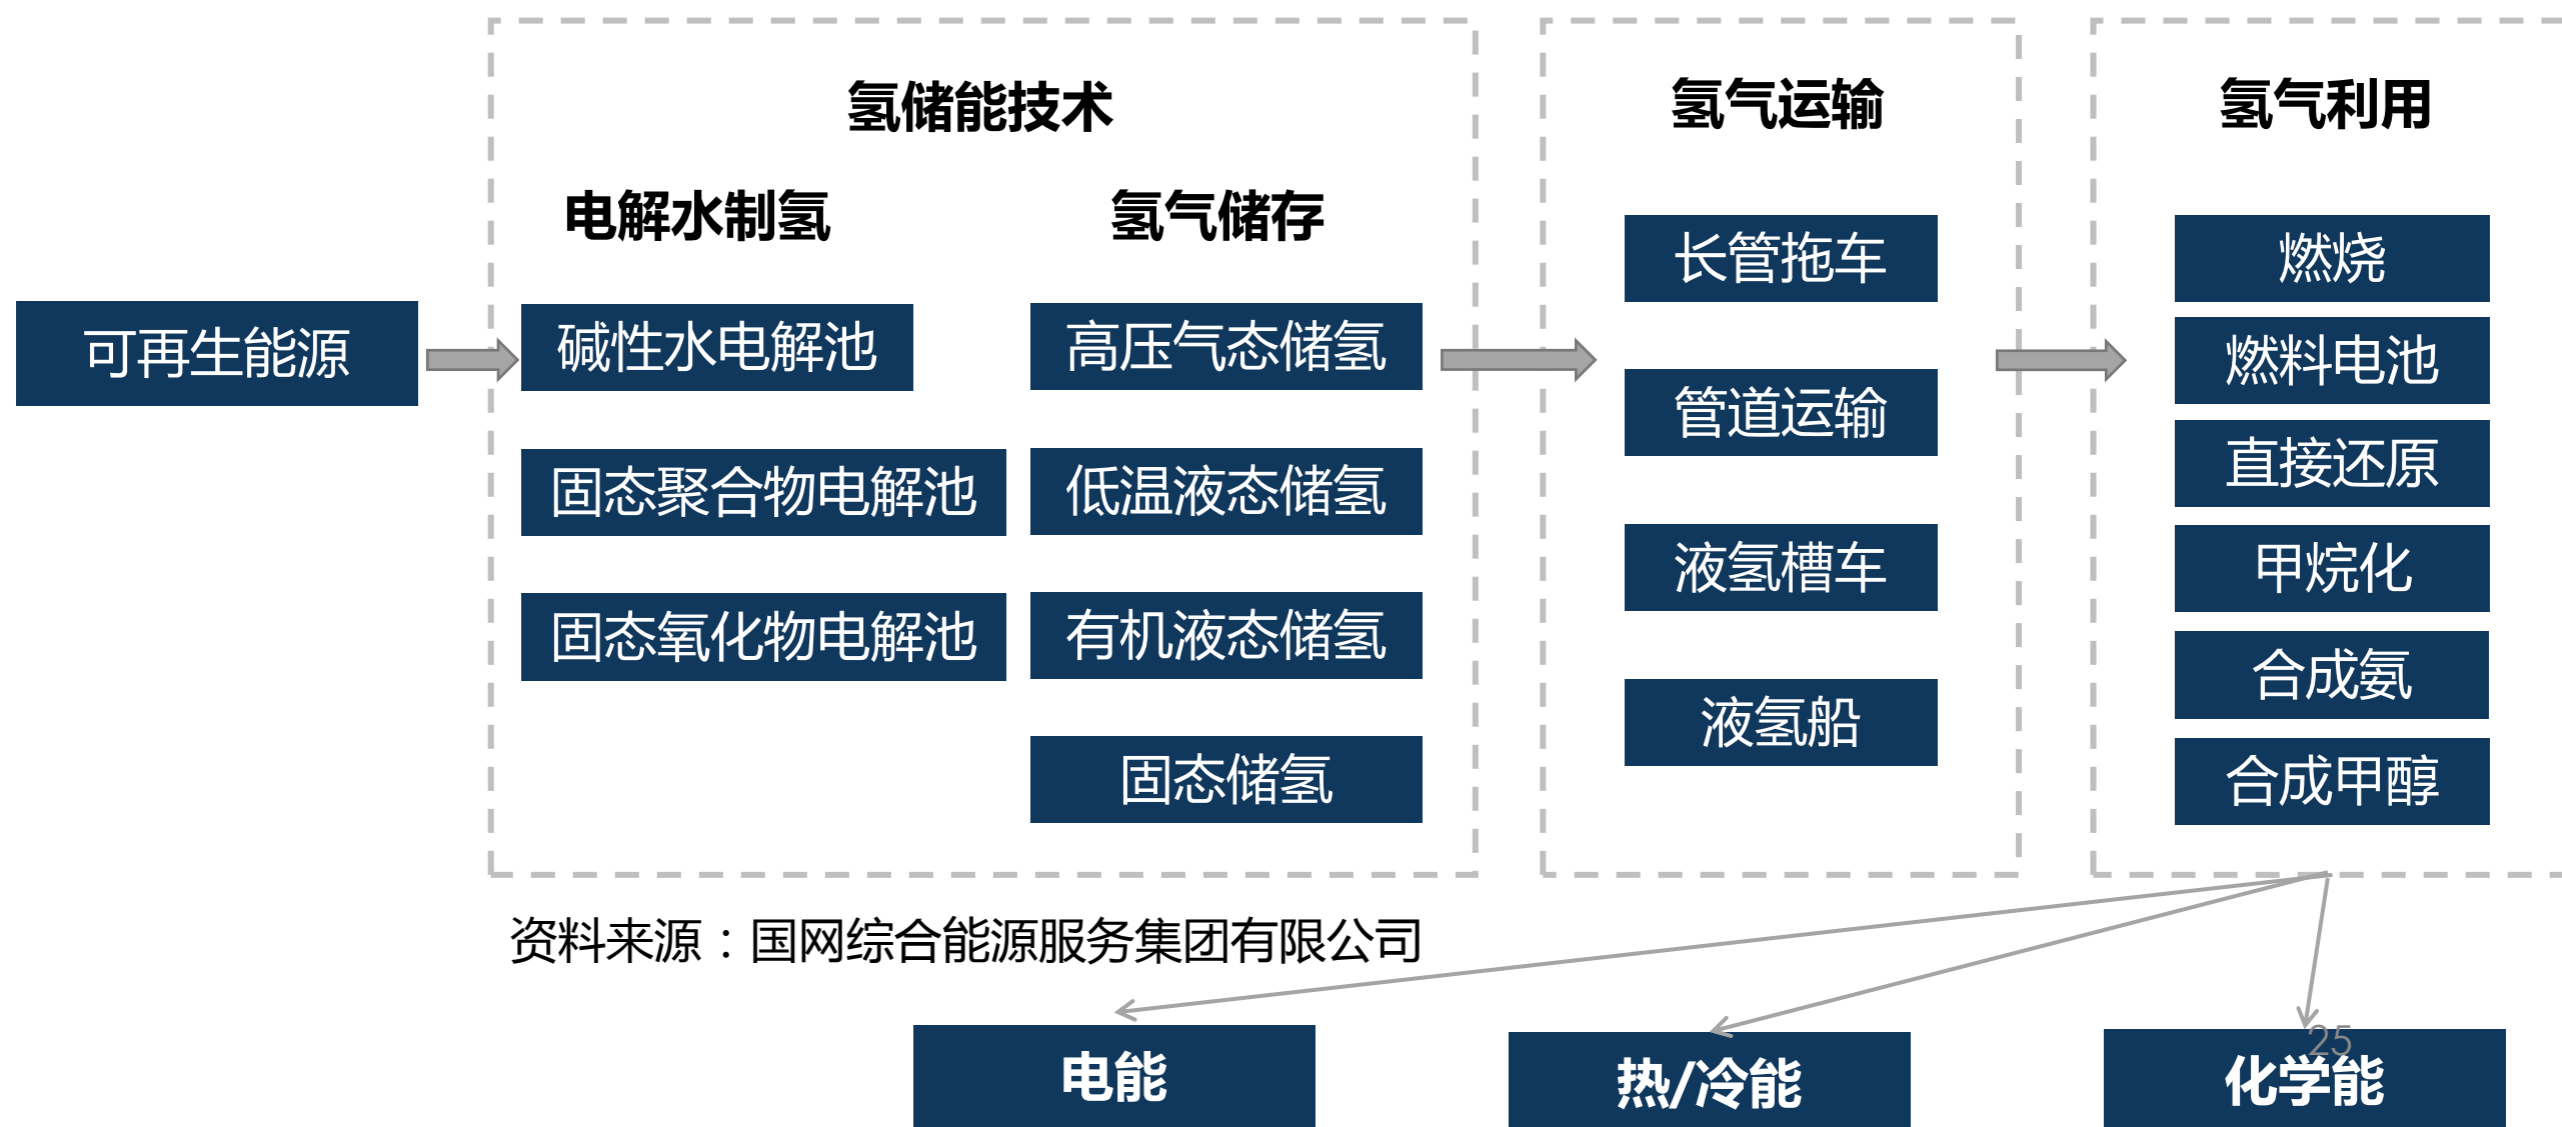 可再生能源
氢储能技术
电解水制氢
碱性水电解池
固态聚合物电解池
固态氧化物电解池
氢气储存
高压气态储氢
低温液态储氢
有机液态储氢
固态储氢
氢气运输
长管拖车
管道运输
液氢槽车
液氢船
氢气利用
燃烧
燃料电池
直接还原
甲烷化
合成氨
合成甲醇
资料来源：国网综合能源服务集团有限公司
电能
热/冷能
化学能
25